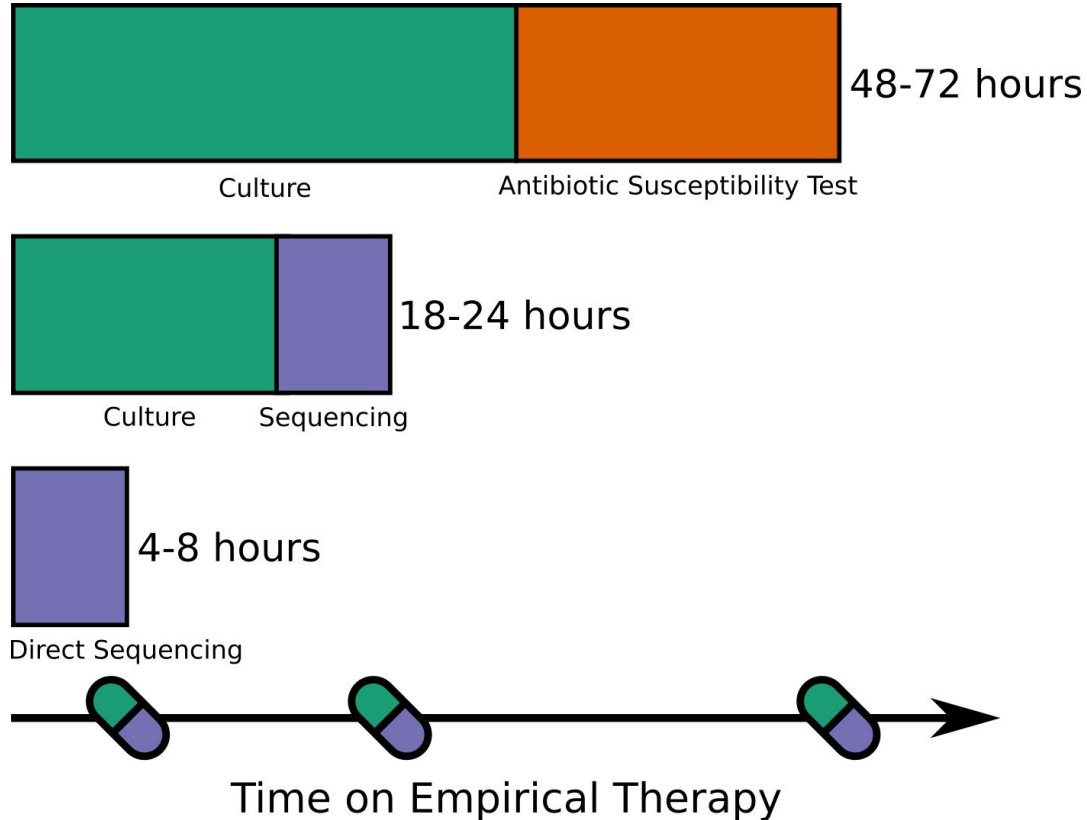 48-72 hours
Culture
Antibiotic Susceptibility Test
18-24 hours
Culture
Sequencing
4-8 hours
Direct Sequencing
Time on Empirical Therapy